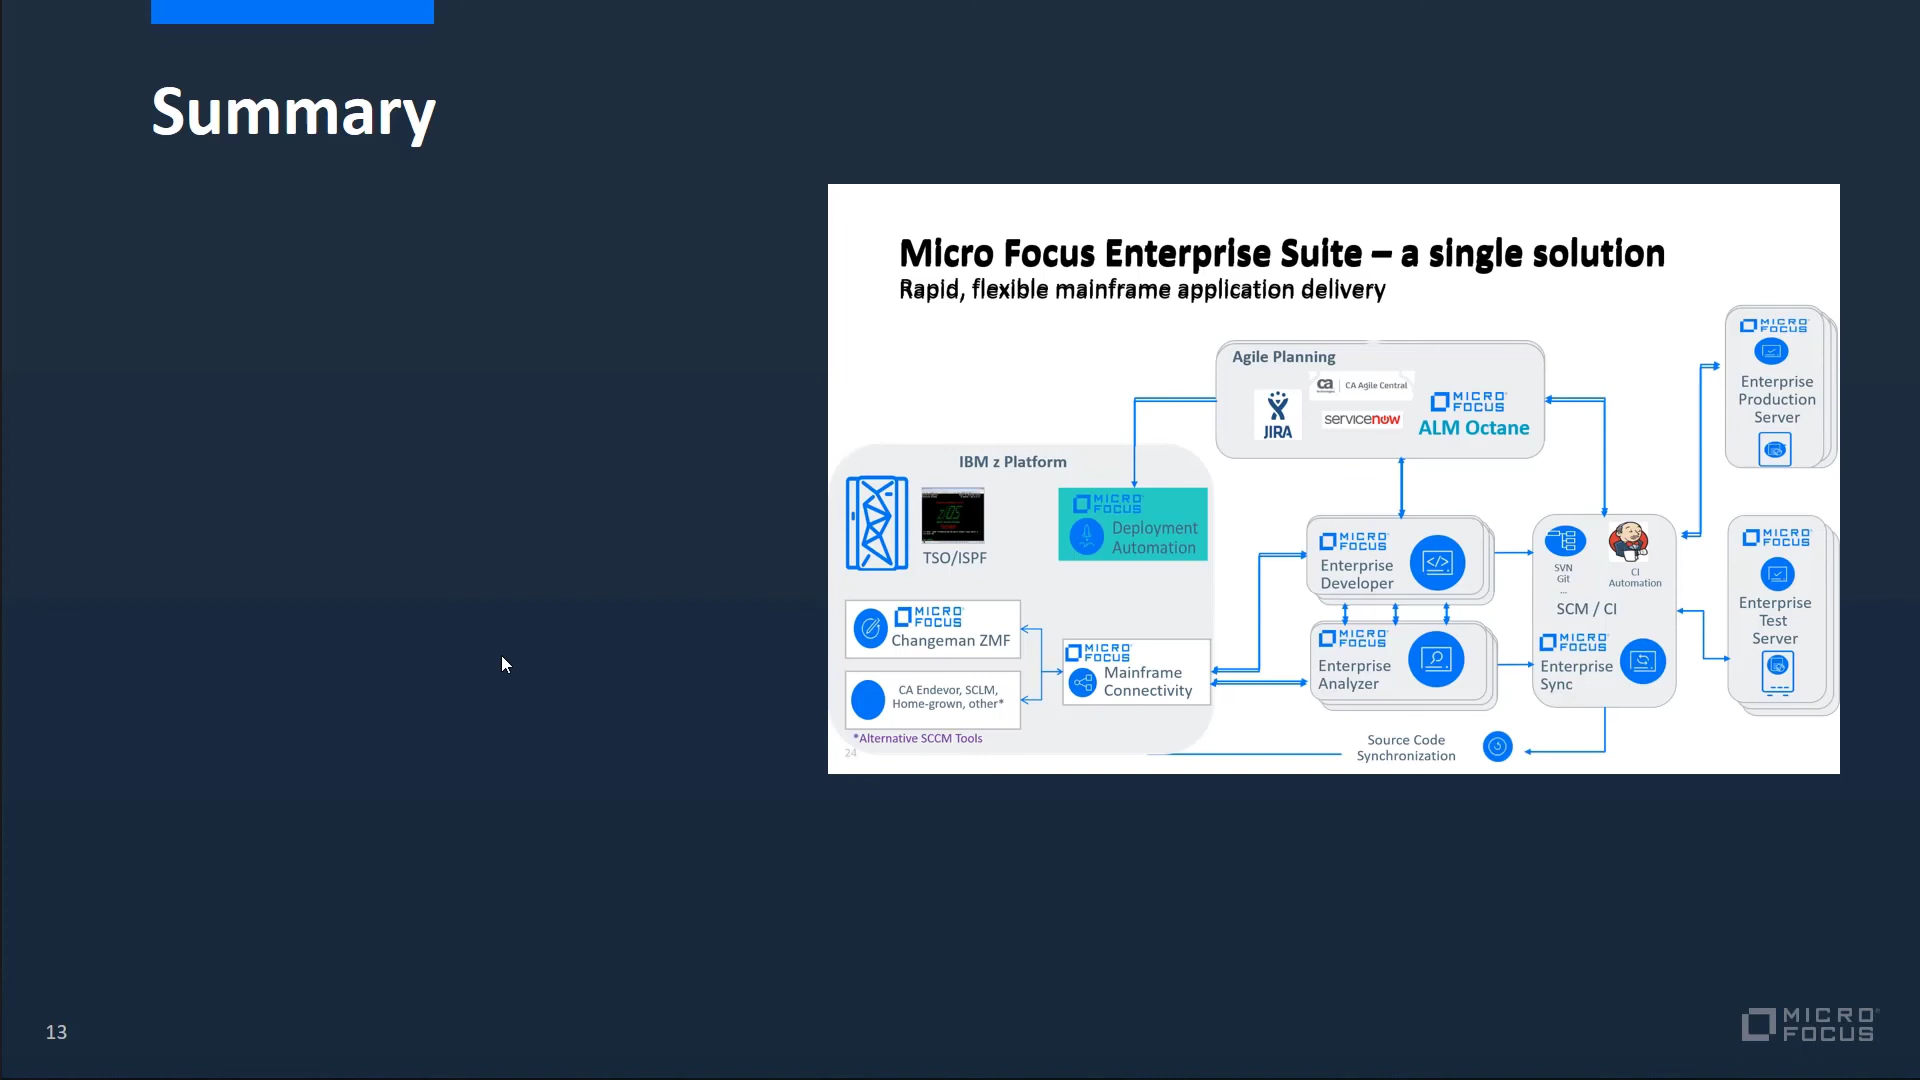 Summary
Micro Focus Enterprise Suite – a single solution
Rapid, flexible mainframe application delivery
Agile Planning
JIRA
ca technologies | CA Agile Central
servicenow
MICRO
FOCUS
ALM Octane
MICRO
FOCUS
Enterprise
Production
Server
IBM z Platform
z/OS
TSO/ISPF
MICRO
FOCUS
Deployment
Automation
MICRO
FOCUS
Changeman ZMF
CA Endevor, SCLM,
Home-grown, other*
*Alternative SCCM Tools
24
MICRO
FOCUS
Mainframe
Connectivity
MICRO
FOCUS
Enterprise
Developer
MICRO
FOCUS
Enterprise
Analyzer
SVN
Git
...
CI
Automation
SCM / CI
MICRO
FOCUS
Enterprise
Sync
MICRO
FOCUS
Enterprise
Test
Server
Source Code
Synchronization
13
MICRO
FOCUS